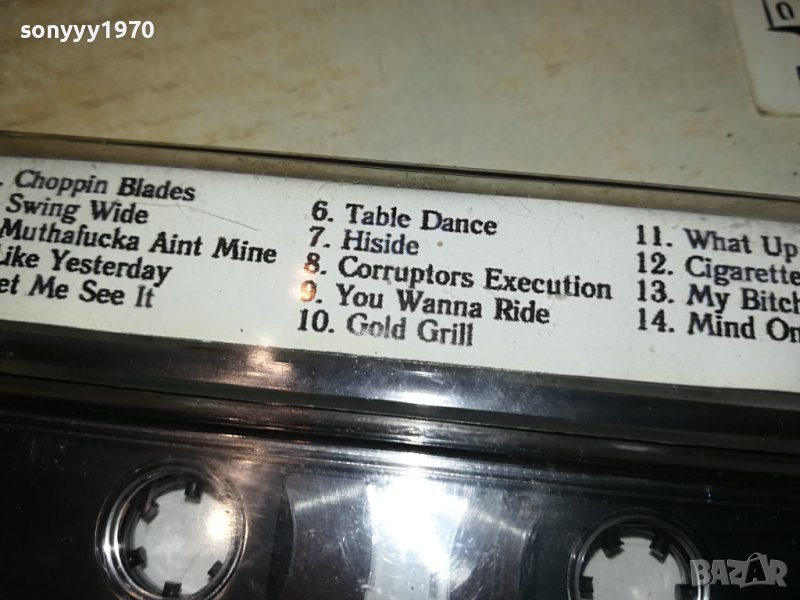 sonyyy1970
Choppin Blades
Swing Wide
Muthafucka Aint Mine
Like Yesterday
Me See It
6. Table Dance
7. Hiside
8. Corruptors Execution
9. You Wanna Ride
10. Gold Grill
11. What Up
12. Cigarette
13. My Bitch
14. Mind On
BAZAR